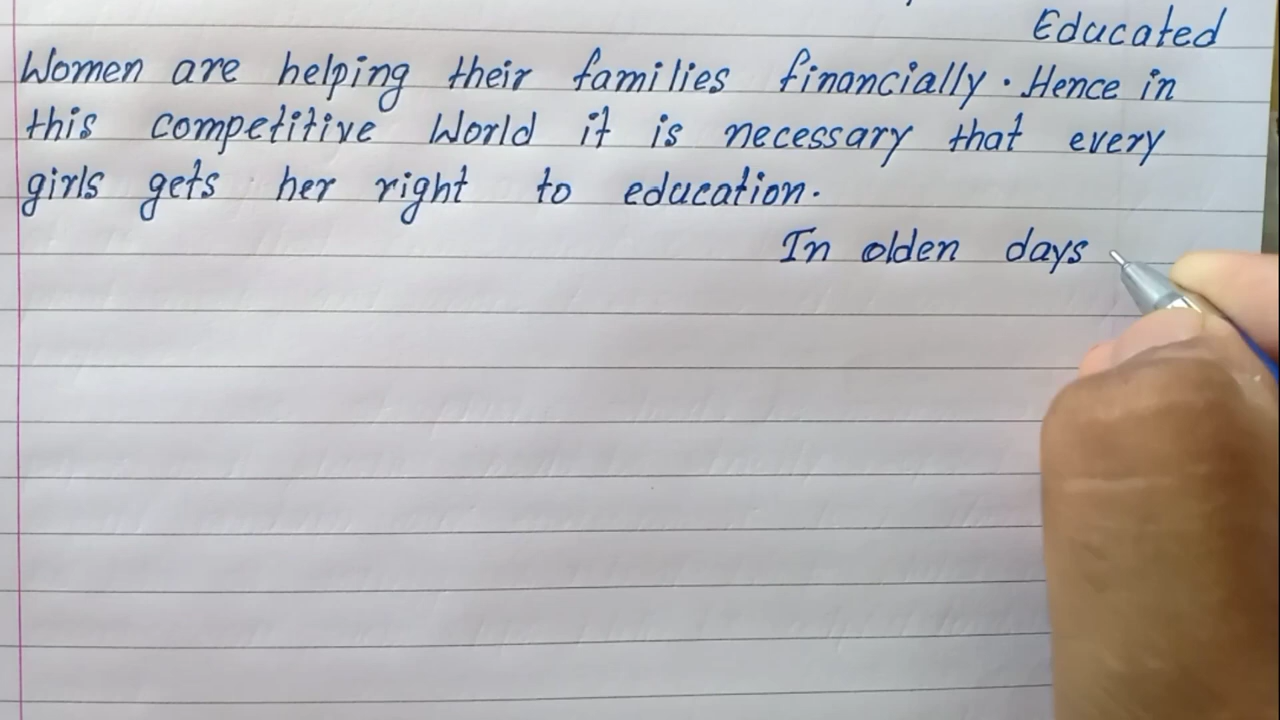 Educated
Women are helping their families financially. Hence in
this competitive World it is necessary that every
girls gets her right to education.
In olden days